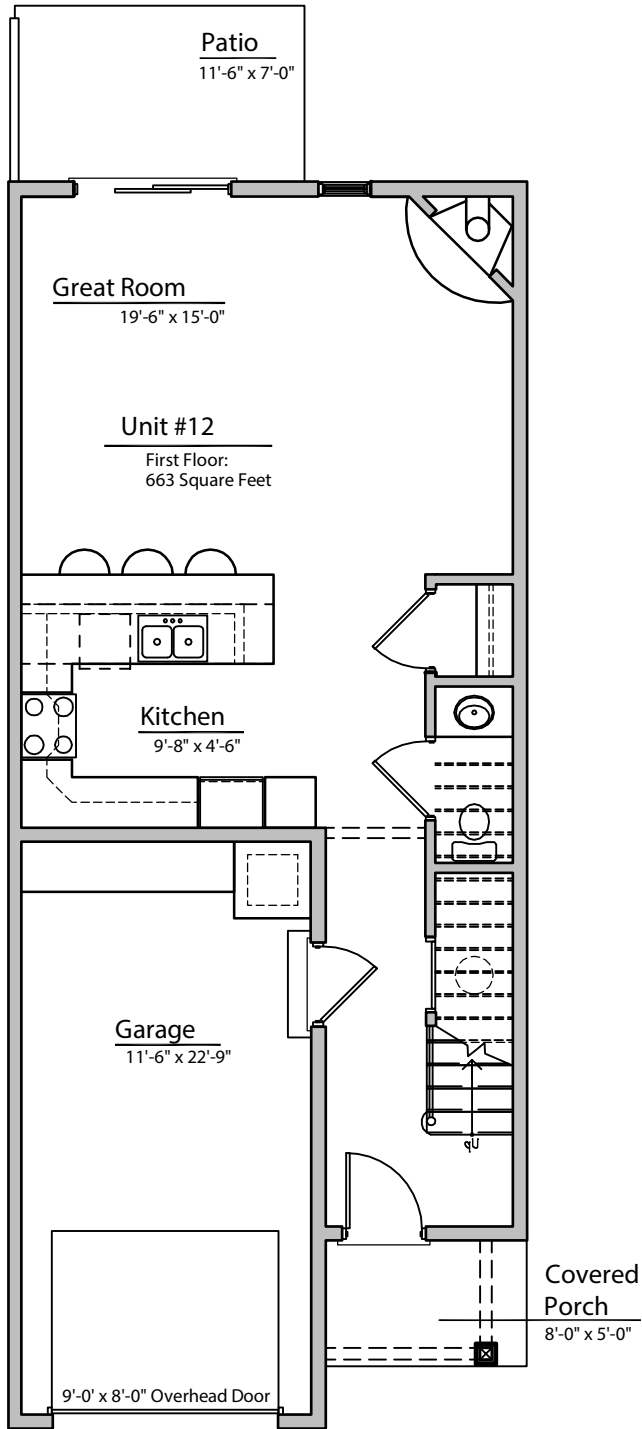 Patio
11'-6" x 7'-0"
Great Room
19'-6" x 15'-0"
Unit #12
First Floor:
663 Square Feet
Kitchen
9'-8" x 4'-6"
Garage
11'-6" x 22'-9"
up
Covered
Porch
8'-0" x 5'-0"
9'-0' x 8'-0" Overhead Door